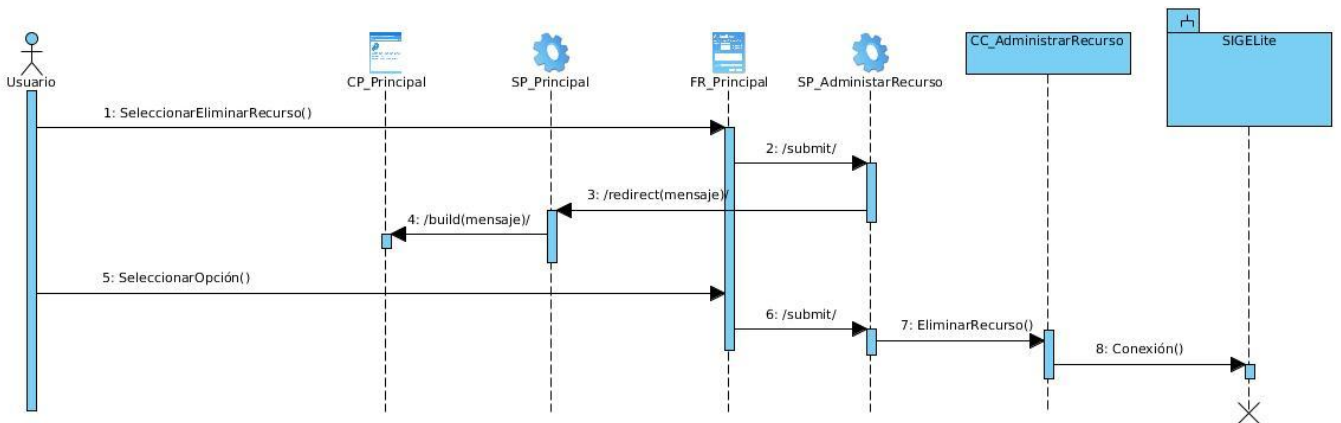 CC_AdministrarRecurso
SIGELite
Usuario
CP_Principal
SP_Principal
FR_Principal
SP_AdministarRecurso
1: SeleccionarEliminarRecurso()
2: /submit/
3: /redirect(mensaje)/
4: /build(mensaje)/
5: SeleccionarOpción()
6: /submit/
7: EliminarRecurso()
8: Conexión()